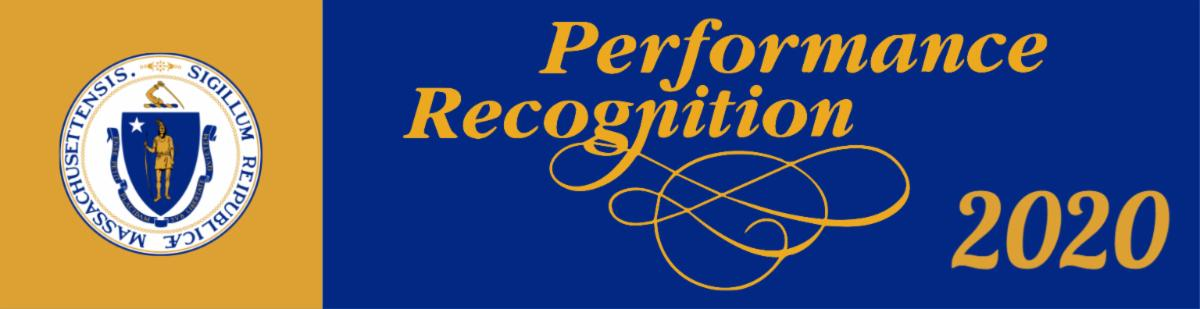 SIGILLUM REIPUBLICÆ MASSACHUSETTENSIS.
Performance
Recognition
2020